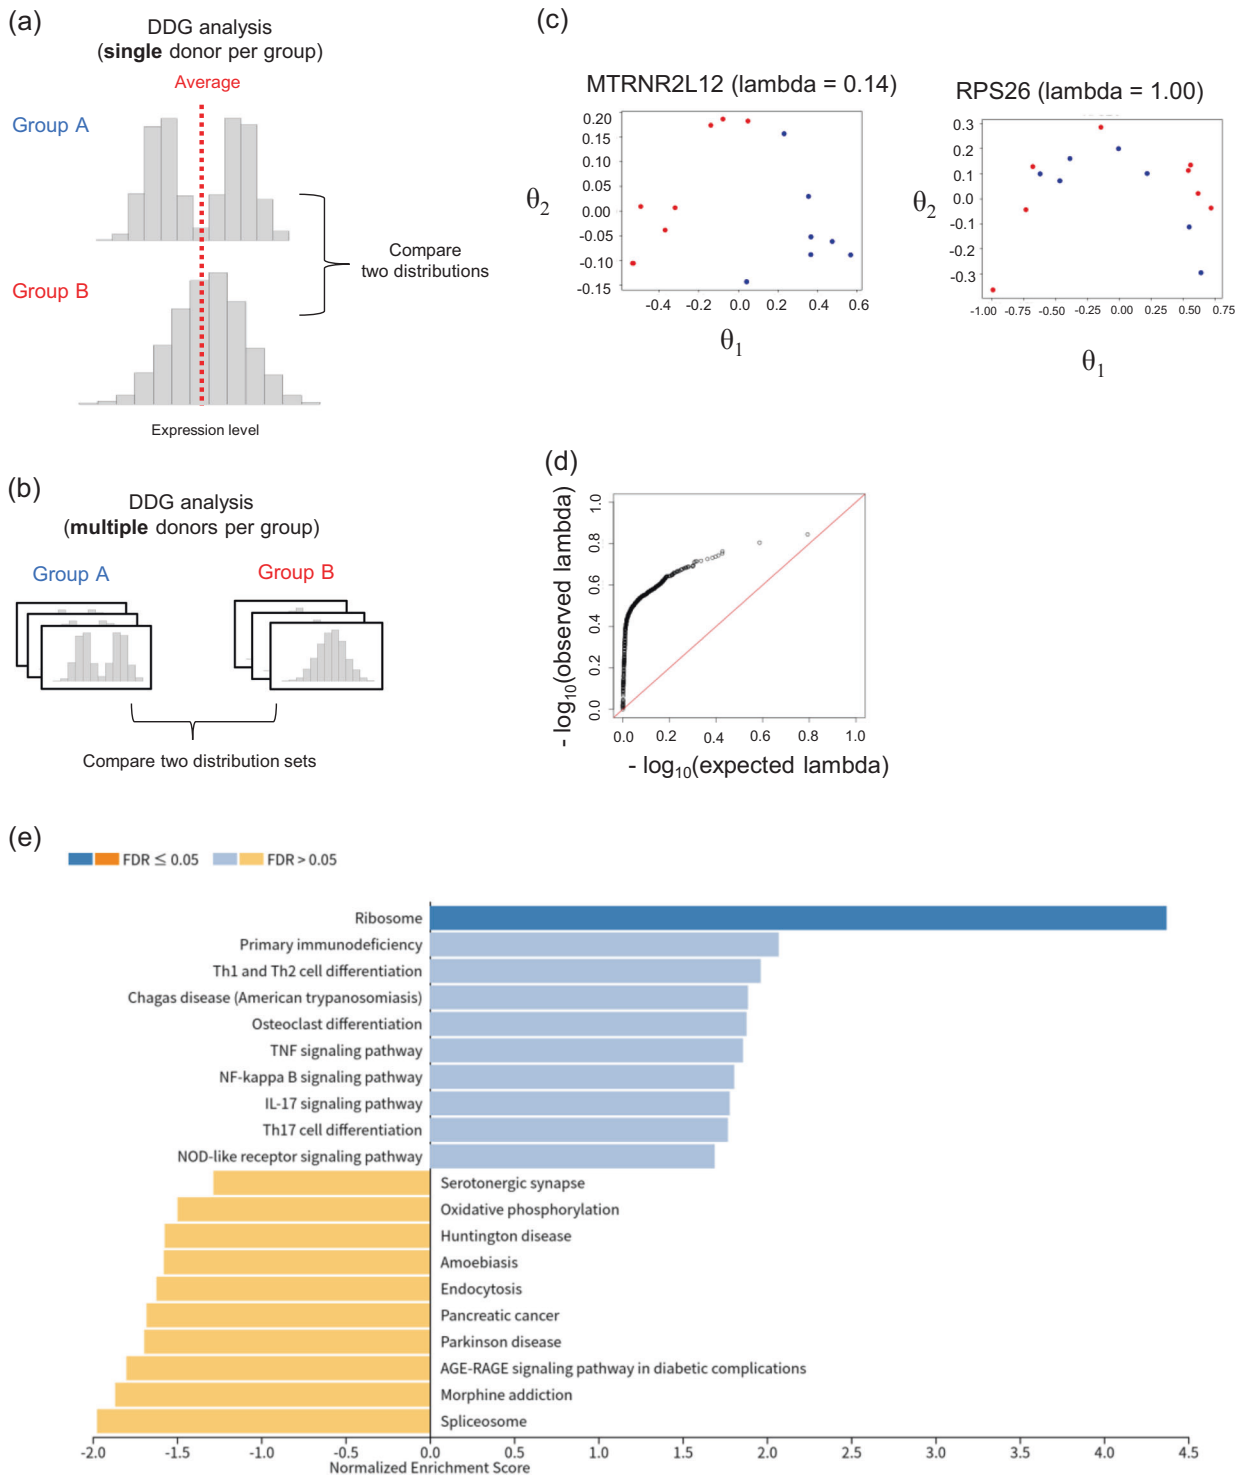 (a)
DDG analysis
(single donor per group)
Average
Group A
Compare
two distributions
Group B
Expression level
(b)
DDG analysis
(multiple donors per group)
Group A
Group B
Compare two distribution sets
(c)
MTRNR2L12 (lambda = 0.14)
0.20
0.15
0.10
0.05
0.00
-0.05
-0.10
-0.15
θ2
-0.4 -0.2 0.0 0.2 0.4 0.6
θ1
RPS26 (lambda = 1.00)
0.3
0.2
0.1
0.0
-0.1
-0.2
-0.3
θ2
-1.00 -0.75 -0.50 -0.25 0.00 0.25 0.50 0.75
θ1
(d)
- log10(observed lambda)
1.0
0.8
0.6
0.4
0.2
0.0
0.0 0.2 0.4 0.6 0.8 1.0
- log10(expected lambda)
(e)
FDR ≤ 0.05 FDR > 0.05
Ribosome
Primary immunodeficiency
Th1 and Th2 cell differentiation
Chagas disease (American trypanosomiasis)
Osteoclast differentiation
TNF signaling pathway
NF-kappa B signaling pathway
IL-17 signaling pathway
Th17 cell differentiation
NOD-like receptor signaling pathway
Serotonergic synapse
Oxidative phosphorylation
Huntington disease
Amoebiasis
Endocytosis
Pancreatic cancer
Parkinson disease
AGE-RAGE signaling pathway in diabetic complications
Morphine addiction
Spliceosome
-2.0 -1.5 -1.0 -0.5 0.0 0.5 1.0 1.5 2.0 2.5 3.0 3.5 4.0 4.5
Normalized Enrichment Score